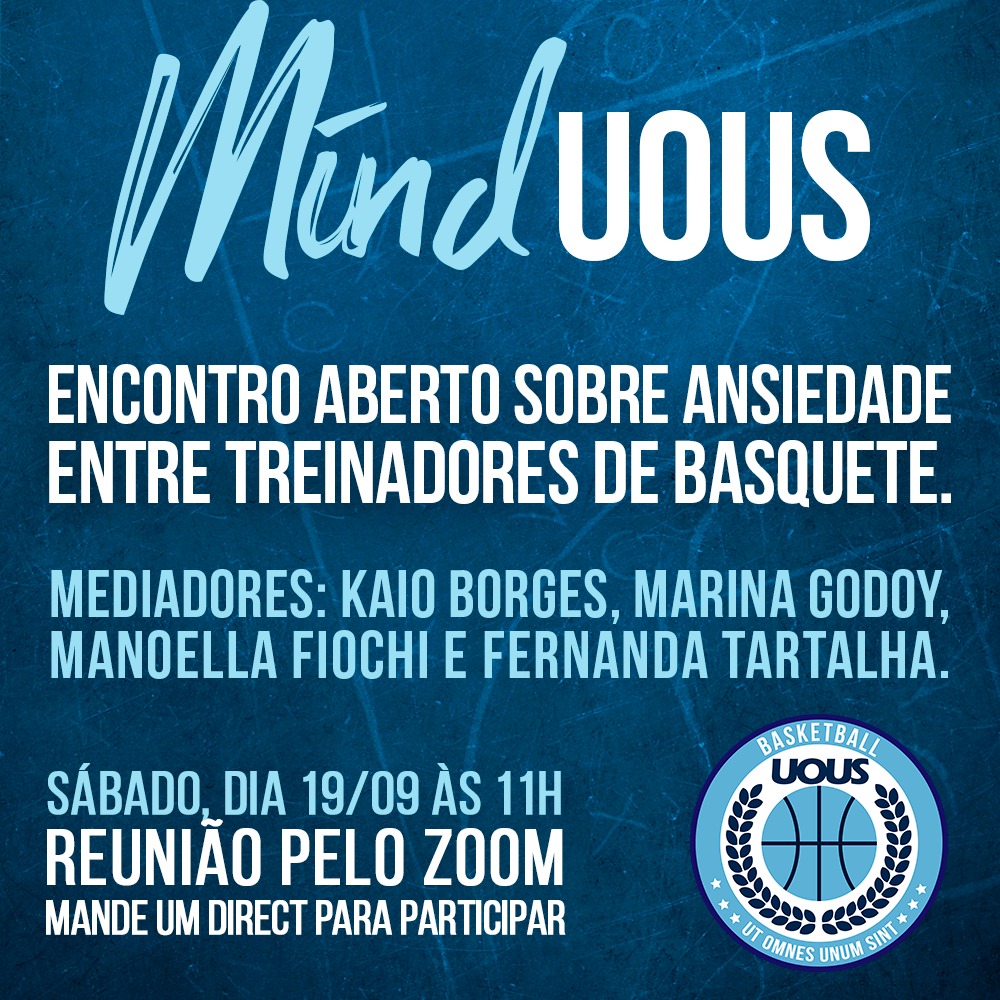 Mind UOUS
ENCONTRO ABERTO SOBRE ANSIEDADE
ENTRE TREINADORES DE BASQUETE.
MEDIADORES: KAIO BORGES, MARINA GODOY,
MANOELLA FIOCHI E FERNANDA TARTALHA.
SÁBADO, DIA 19/09 ÀS 11H
REUNIÃO PELO ZOOM
MANDE UM DIRECT PARA PARTICIPAR
BASKETBALL
UOUS
UT OMNES UNUM SINT